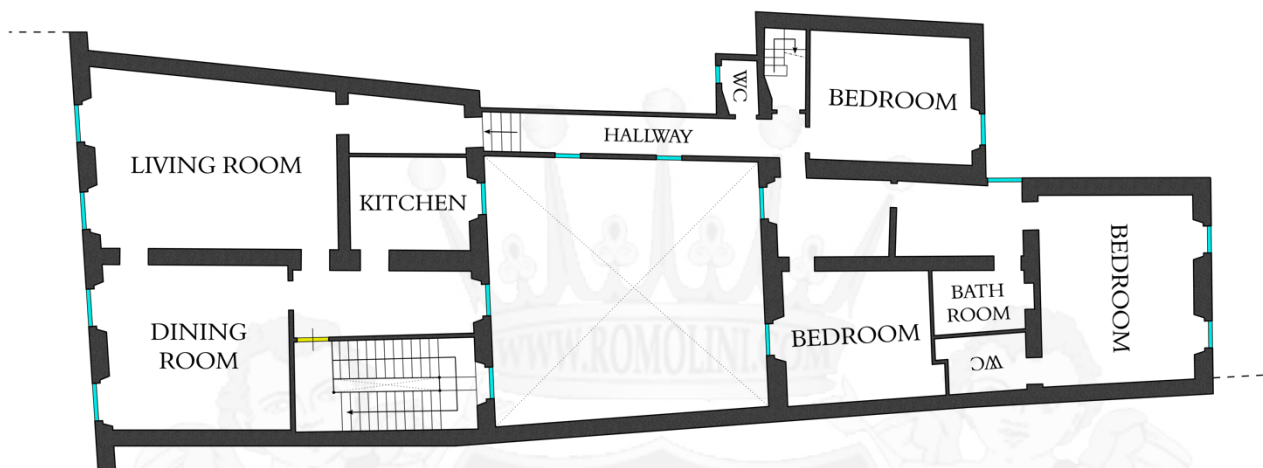 WC
BEDROOM
HALLWAY
LIVING ROOM
KITCHEN
DINING
ROOM
BEDROOM
BATH
ROOM
WC
BEDROOM
WWW.ROMOLINI.COM